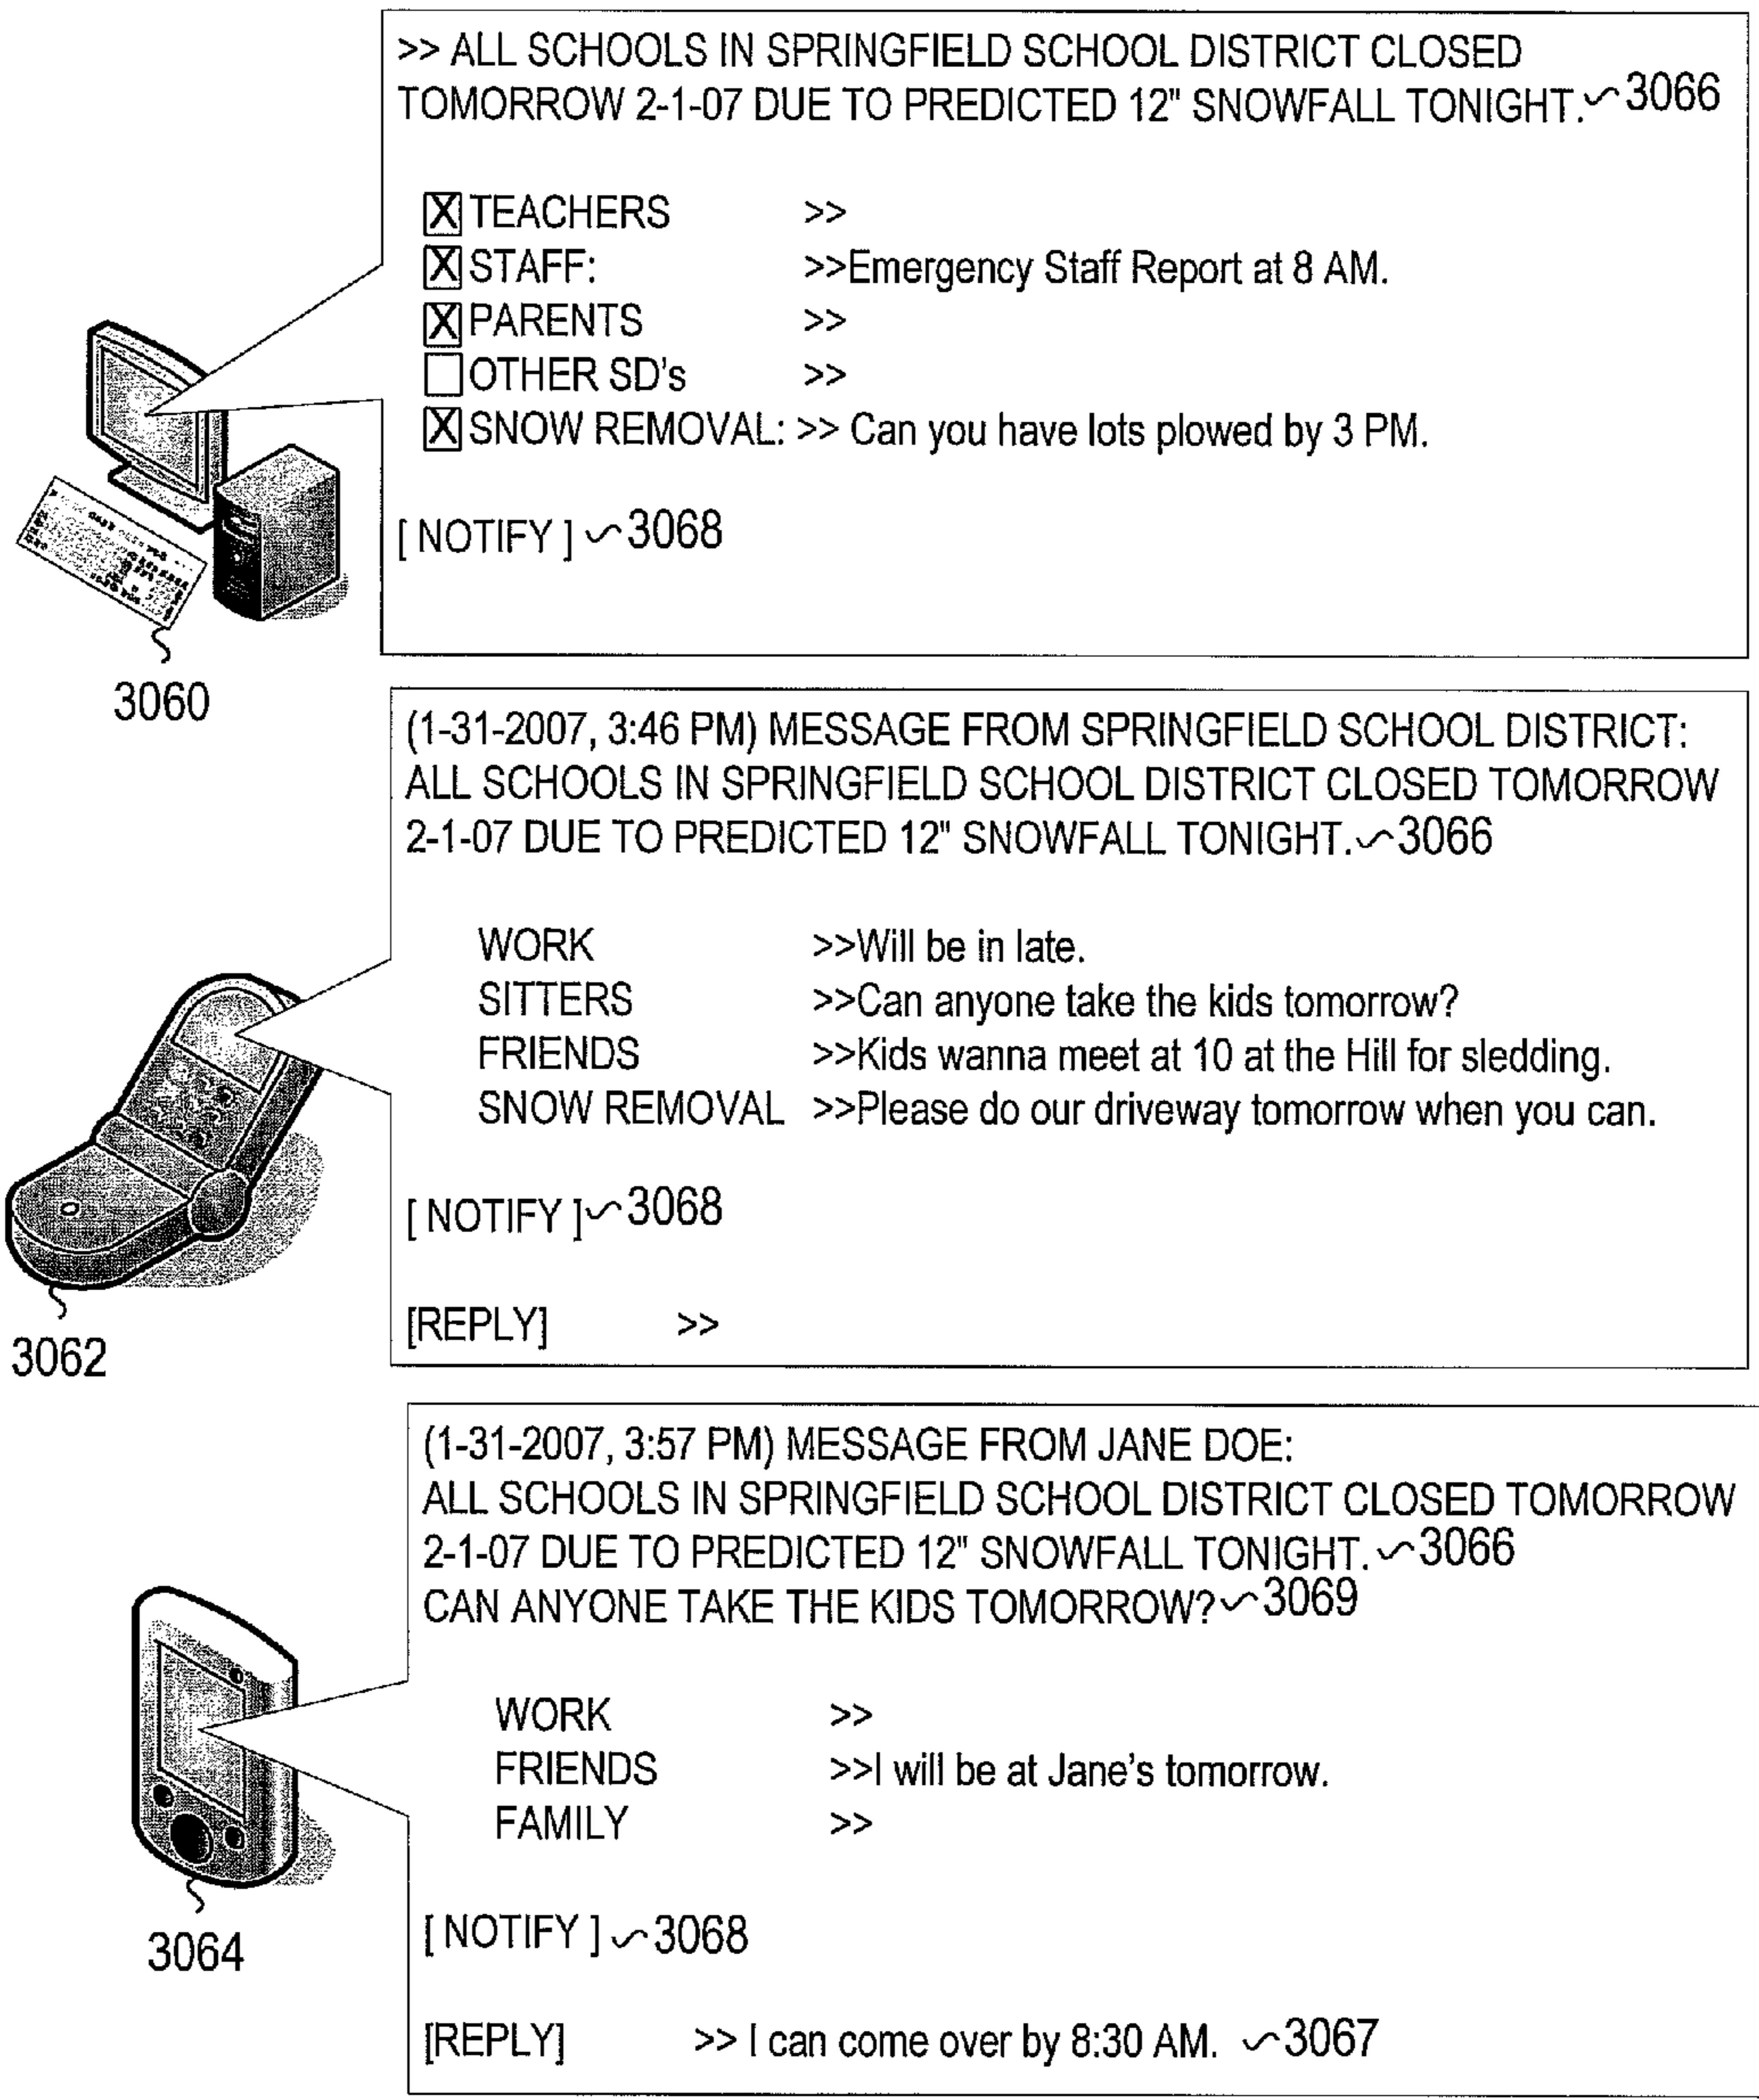 >> ALL SCHOOLS IN SPRINGFIELD SCHOOL DISTRICT CLOSED
TOMORROW 2-1-07 DUE TO PREDICTED 12" SNOWFALL TONIGHT. 3066
X TEACHERS >>
X STAFF: >>Emergency Staff Report at 8 AM.
X PARENTS >>
OTHER SD's >>
X SNOW REMOVAL: >> Can you have lots plowed by 3 PM.
[ NOTIFY ] 3068
3060
(1-31-2007, 3:46 PM) MESSAGE FROM SPRINGFIELD SCHOOL DISTRICT:
ALL SCHOOLS IN SPRINGFIELD SCHOOL DISTRICT CLOSED TOMORROW
2-1-07 DUE TO PREDICTED 12" SNOWFALL TONIGHT. 3066
WORK >>Will be in late.
SITTERS >>Can anyone take the kids tomorrow?
FRIENDS >>Kids wanna meet at 10 at the Hill for sledding.
SNOW REMOVAL >>Please do our driveway tomorrow when you can.
[ NOTIFY ] 3068
[REPLY] >>
3062
(1-31-2007, 3:57 PM) MESSAGE FROM JANE DOE:
ALL SCHOOLS IN SPRINGFIELD SCHOOL DISTRICT CLOSED TOMORROW
2-1-07 DUE TO PREDICTED 12" SNOWFALL TONIGHT. 3066
CAN ANYONE TAKE THE KIDS TOMORROW? 3069
WORK >>
FRIENDS >>I will be at Jane's tomorrow.
FAMILY >>
[ NOTIFY ] 3068
3064
[REPLY] >> I can come over by 8:30 AM. 3067